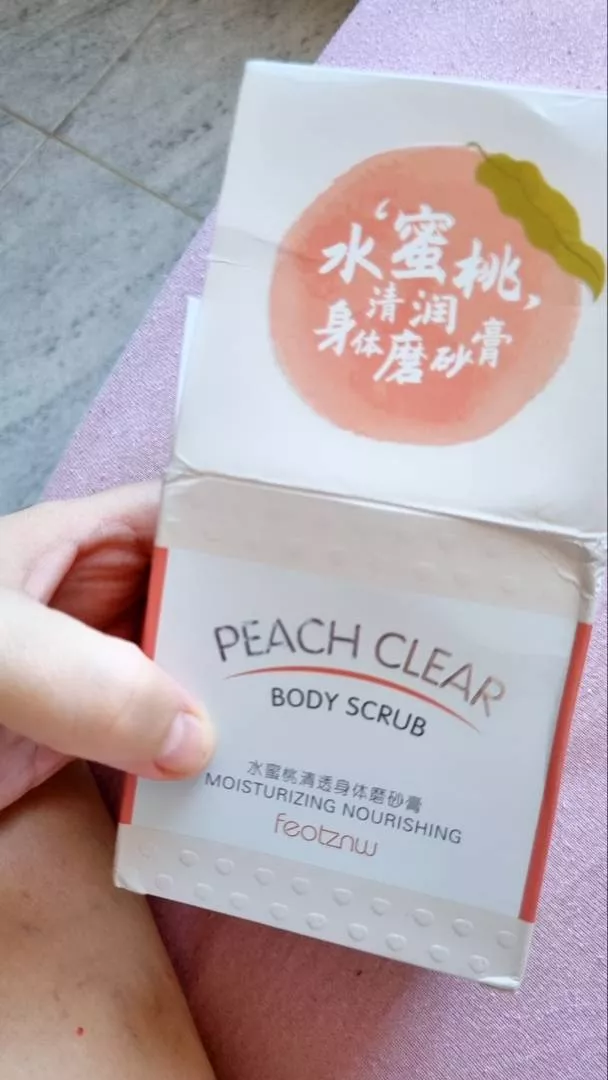 水蜜桃,
清润
身体磨砂膏
PEACH CLEAR
BODY SCRUB
水蜜桃清透身体磨砂膏
MOISTURIZING NOURISHING
feotznw